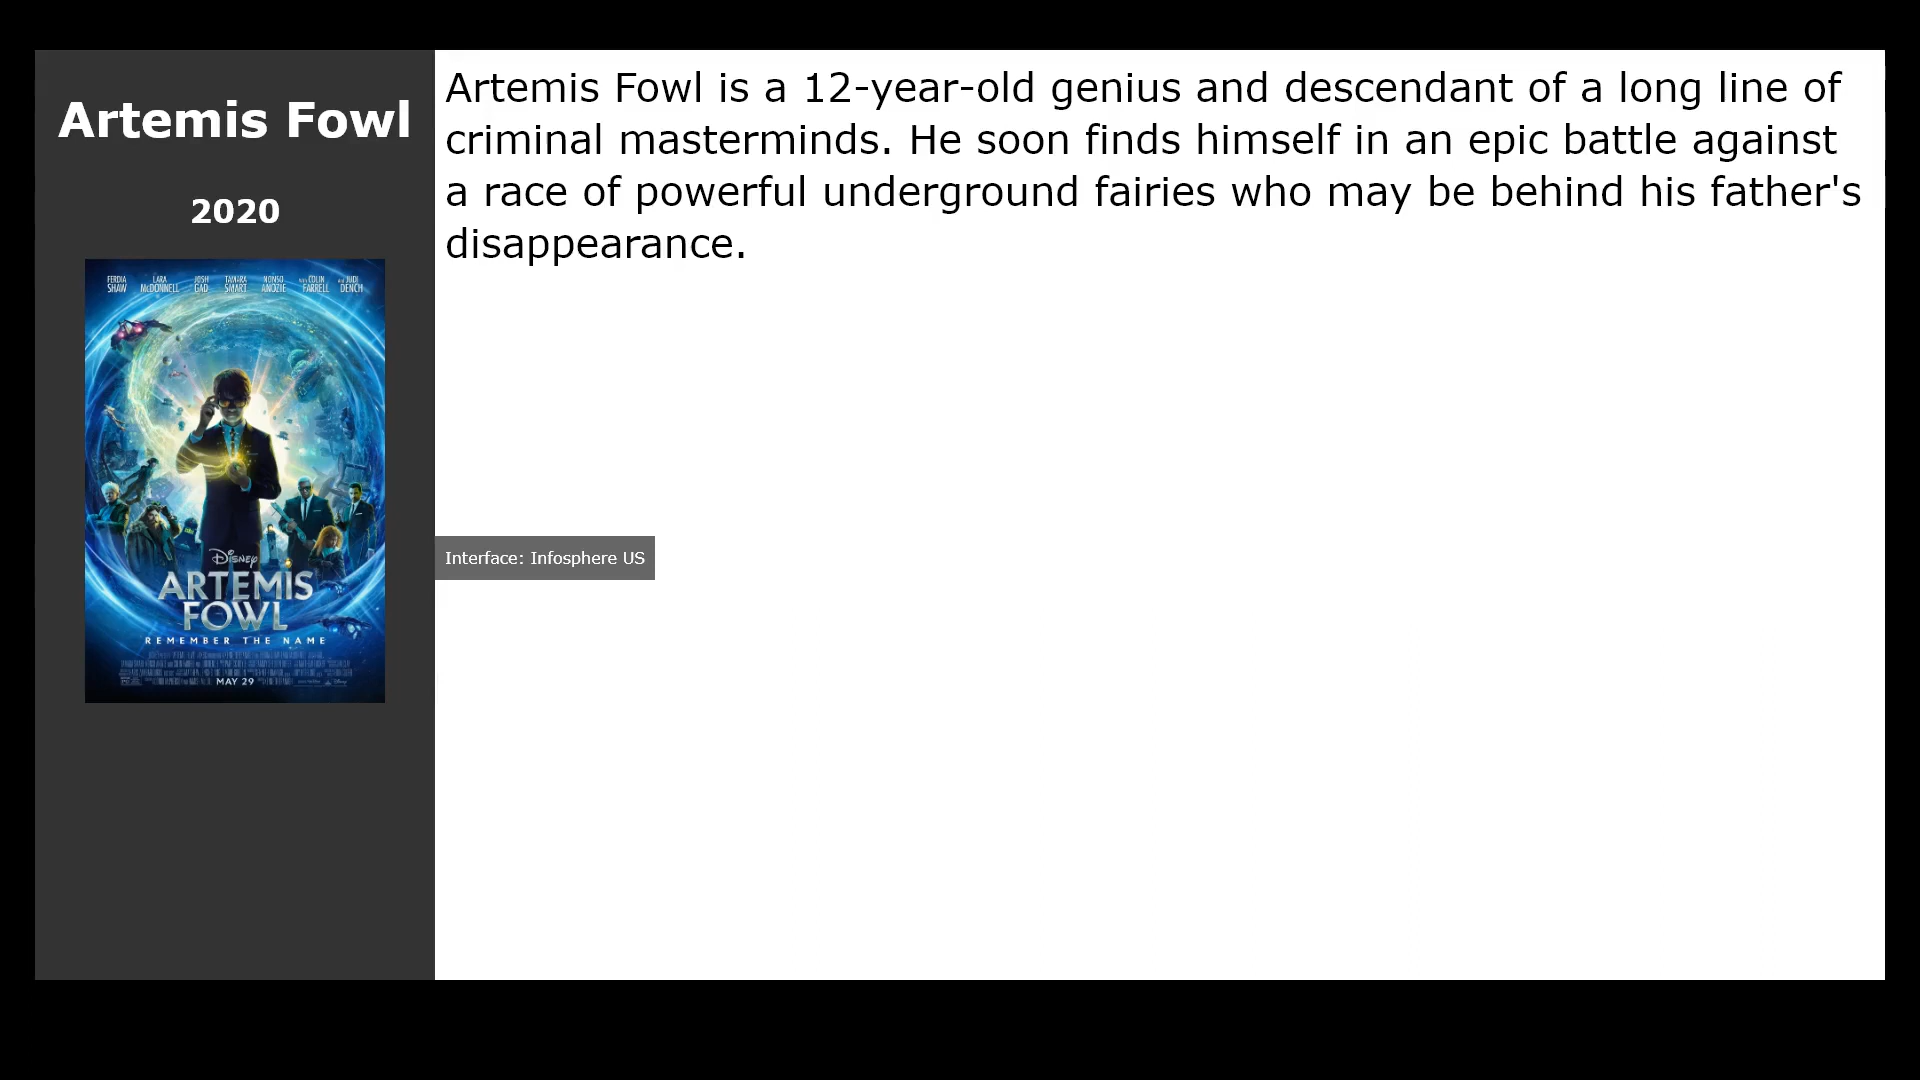 Artemis Fowl
2020
FERDIA SHAW
LARA McDONNELL
JOSH GAD
TAMARA SMART
NONSO ANOZIE
COLIN FARRELL
JUDI DENCH
DISNEY
ARTEMIS
FOWL
REMEMBER THE NAME
MAY 29
Artemis Fowl is a 12-year-old genius and descendant of a long line of
criminal masterminds. He soon finds himself in an epic battle against
a race of powerful underground fairies who may be behind his father's
disappearance.
Interface: Infosphere US